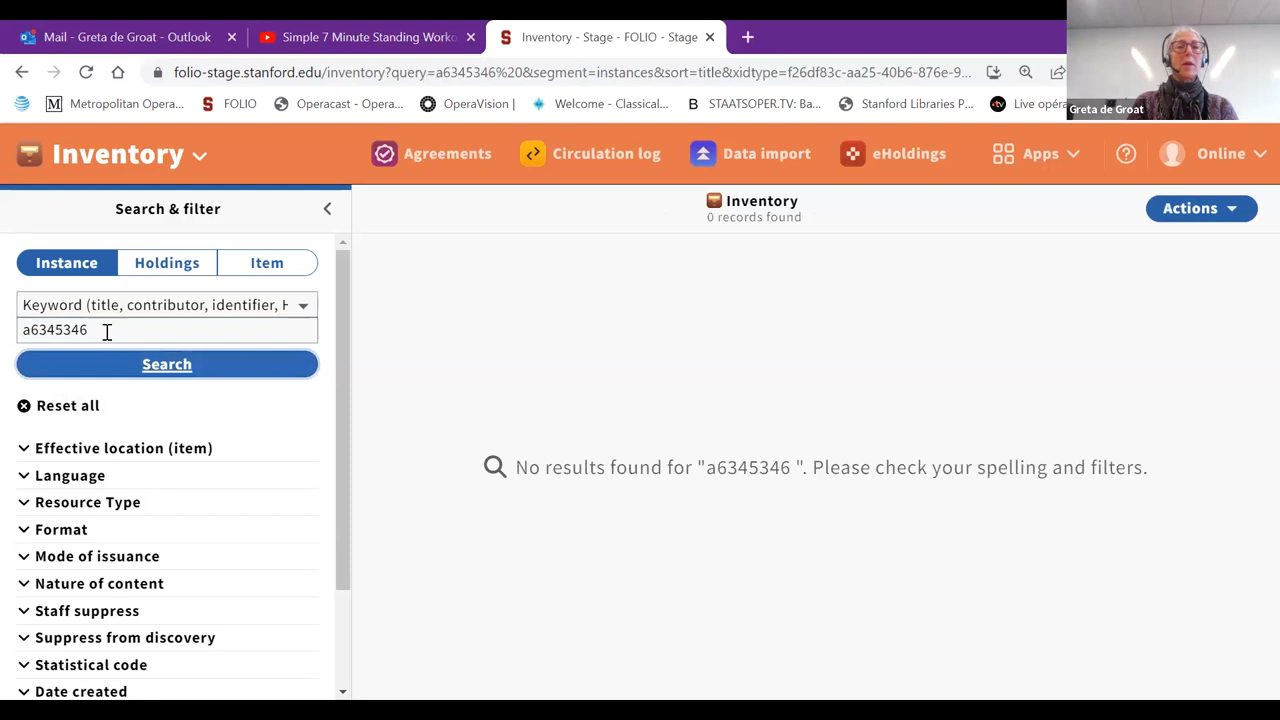 Mail - Greta de Groat - Outlook
Simple 7 Minute Standing Worko
Inventory - Stage - FOLIO - Stage
folio-stage.stanford.edu/inventory?query=a6345346%20&segment=instances&sort=title&xidtype=f26df83c-aa25-40b6-876e-9...
Metropolitan Opera...
FOLIO
Operacast - Opera...
OperaVision |
Welcome - Classical...
STAATSOPER.TV: Ba...
Stanford Libraries P...
Live opéra
Greta de Groat
Inventory
Agreements
Circulation log
Data import
eHoldings
Apps
Online
Search & filter
Inventory
0 records found
Actions
Instance
Holdings
Item
Keyword (title, contributor, identifier, H
a6345346
Search
Reset all
No results found for "a6345346 ". Please check your spelling and filters.
Effective location (item)
Language
Resource Type
Format
Mode of issuance
Nature of content
Staff suppress
Suppress from discovery
Statistical code
Date created